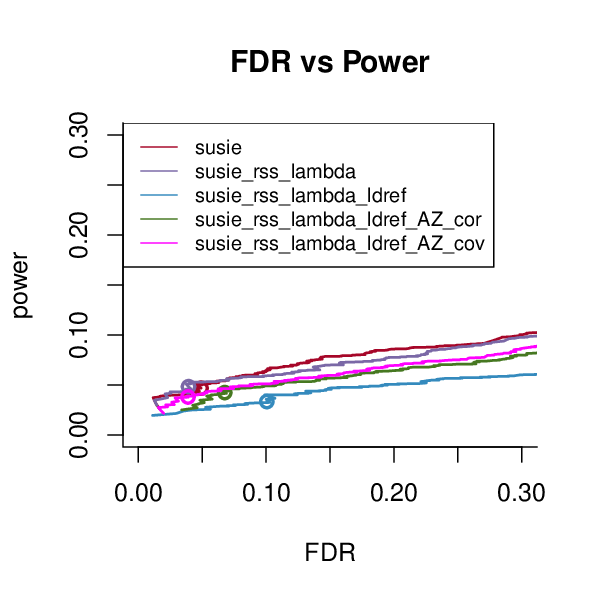 FDR vs Power
susie
susie_rss_lambda
susie_rss_lambda_ldref
susie_rss_lambda_ldref_AZ_cor
susie_rss_lambda_ldref_AZ_cov
power
0.30
0.20
0.10
0.00
0.00 0.10 0.20 0.30
FDR